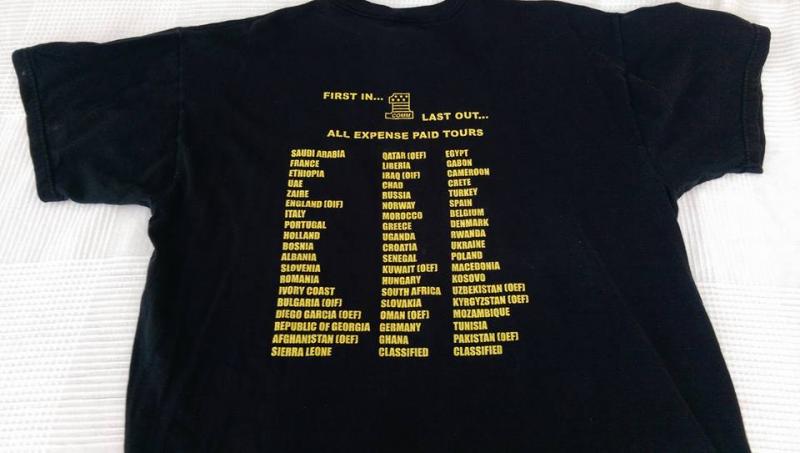 FIRST IN...
COMM
LAST OUT...
ALL EXPENSE PAID TOURS
SAUDI ARABIA
FRANCE
ETHIOPIA
UAE
ZAIRE
ENGLAND (OIF)
ITALY
PORTUGAL
HOLLAND
BOSNIA
ALBANIA
SLOVENIA
ROMANIA
IVORY COAST
BULGARIA (OIF)
DIEGO GARCIA (OEF)
REPUBLIC OF GEORGIA
AFGHANISTAN (OEF)
SIERRA LEONE
QATAR (OEF)
LIBERIA
IRAQ (OIF)
CHAD
RUSSIA
NORWAY
MOROCCO
GREECE
UGANDA
CROATIA
SENEGAL
KUWAIT (OEF)
HUNGARY
SOUTH AFRICA
SLOVAKIA
OMAN (OEF)
GERMANY
GHANA
CLASSIFIED
EGYPT
GABON
CAMEROON
CRETE
TURKEY
SPAIN
BELGIUM
DENMARK
RWANDA
UKRAINE
POLAND
MACEDONIA
KOSOVO
UZBEKISTAN (OEF)
KYRGYZSTAN (OEF)
MOZAMBIQUE
TUNISIA
PAKISTAN (OEF)
CLASSIFIED